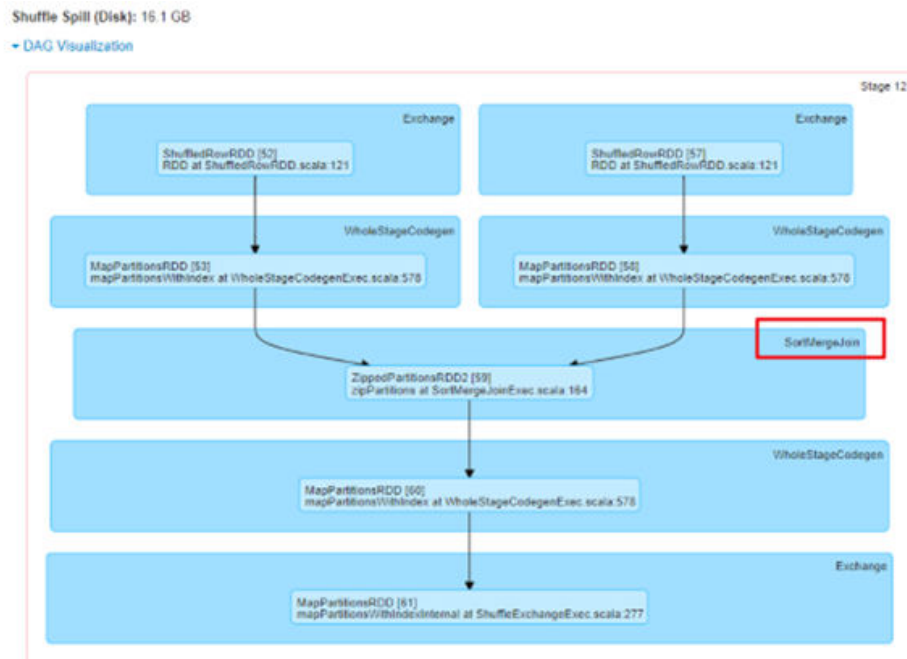 Shuffle Spill (Disk): 16.1 GB
DAG Visualization
Stage 12
Exchange
ShuffledRowRDD [52]
RDD at ShuffledRowRDD.scala:121
Exchange
ShuffledRowRDD [57]
RDD at ShuffledRowRDD.scala:121
WholeStageCodegen
MapPartitionsRDD [53]
mapPartitionsWithIndex at WholeStageCodegenExec.scala:578
WholeStageCodegen
MapPartitionsRDD [58]
mapPartitionsWithIndex at WholeStageCodegenExec.scala:578
SortMergeJoin
ZippedPartitionsRDD2 [59]
zipPartitions at SortMergeJoinExec.scala:164
WholeStageCodegen
MapPartitionsRDD [60]
mapPartitionsWithIndex at WholeStageCodegenExec.scala:578
Exchange
MapPartitionsRDD [61]
mapPartitionsWithIndexInternal at ShuffleExchangeExec.scala:277